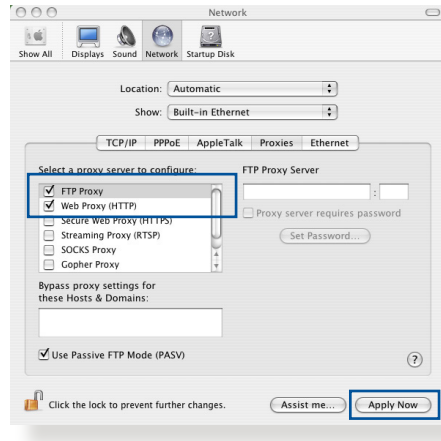 Network
Show All Displays Sound Network Startup Disk
Location: Automatic
Show: Built-in Ethernet
TCP/IP PPPoE AppleTalk Proxies Ethernet
Select a proxy server to configure: FTP Proxy Server
FTP Proxy
Web Proxy (HTTP) :
Secure Web Proxy (HTTPS) Proxy server requires password
Streaming Proxy (RTSP) Set Password...
SOCKS Proxy
Gopher Proxy
Bypass proxy settings for
these Hosts & Domains:
Use Passive FTP Mode (PASV) ?
Click the lock to prevent further changes. Assist me... Apply Now